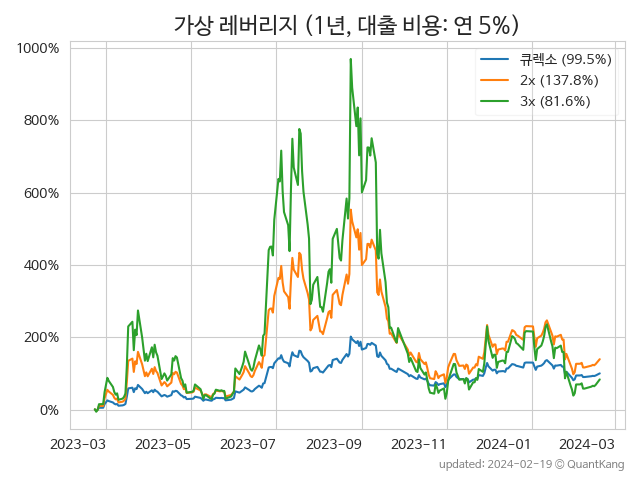 가상 레버리지 (1년, 대출 비용: 연 5%)
큐렉소 (99.5%)
2x (137.8%)
3x (81.6%)
1000%
800%
600%
400%
200%
0%
2023-03 2023-05 2023-07 2023-09 2023-11 2024-01 2024-03
updated: 2024-02-19 © QuantKang